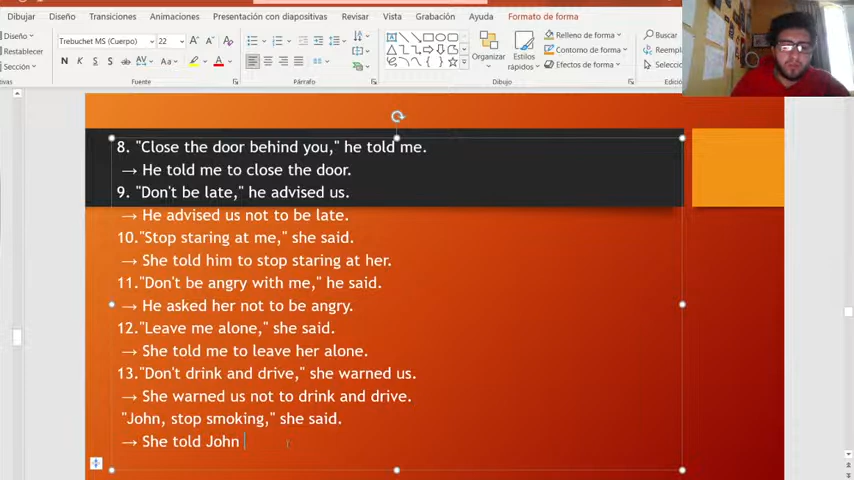 Dibujar Diseño Transiciones Animaciones Presentación con diapositivas Revisar Vista Grabación Ayuda Formato de forma
Diseño
Restablecer
Sección
Trebuchet MS (Cuerpo) 22
N K S
Aa
Fuente
Párrafo
Organizar
Estilos rápidos
Relleno de forma
Contorno de forma
Efectos de forma
Dibujo
Buscar
Reempla
Selecci
8. "Close the door behind you," he told me.
→ He told me to close the door.
9. "Don't be late," he advised us.
→ He advised us not to be late.
10."Stop staring at me," she said.
→ She told him to stop staring at her.
11."Don't be angry with me," he said.
→ He asked her not to be angry.
12."Leave me alone," she said.
→ She told me to leave her alone.
13."Don't drink and drive," she warned us.
→ She warned us not to drink and drive.
"John, stop smoking," she said.
→ She told John